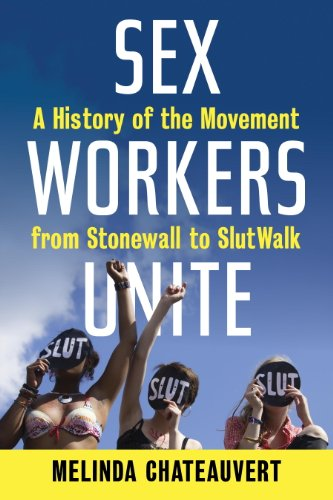 SEX
A History of the Movement
WORKERS
from Stonewall to SlutWalk
UNITE
SLUT
SLUT
SLUT
MELINDA CHATEAUVERT